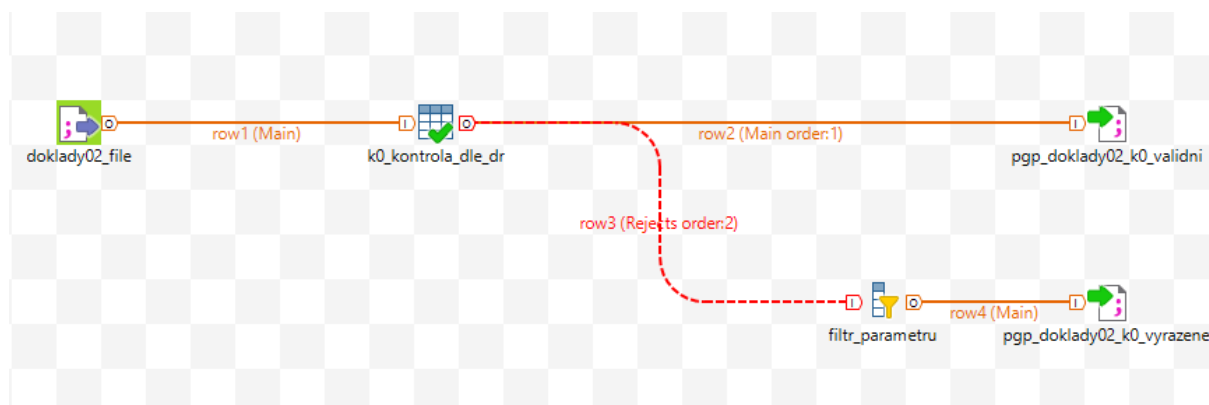 row1 (Main)
row2 (Main order:1)
doklady02_file
k0_kontrola_dle_dr
pgp_doklady02_k0_validni
row3 (Rejects order:2)
row4 (Main)
filtr_parametru
pgp_doklady02_k0_vyrazene